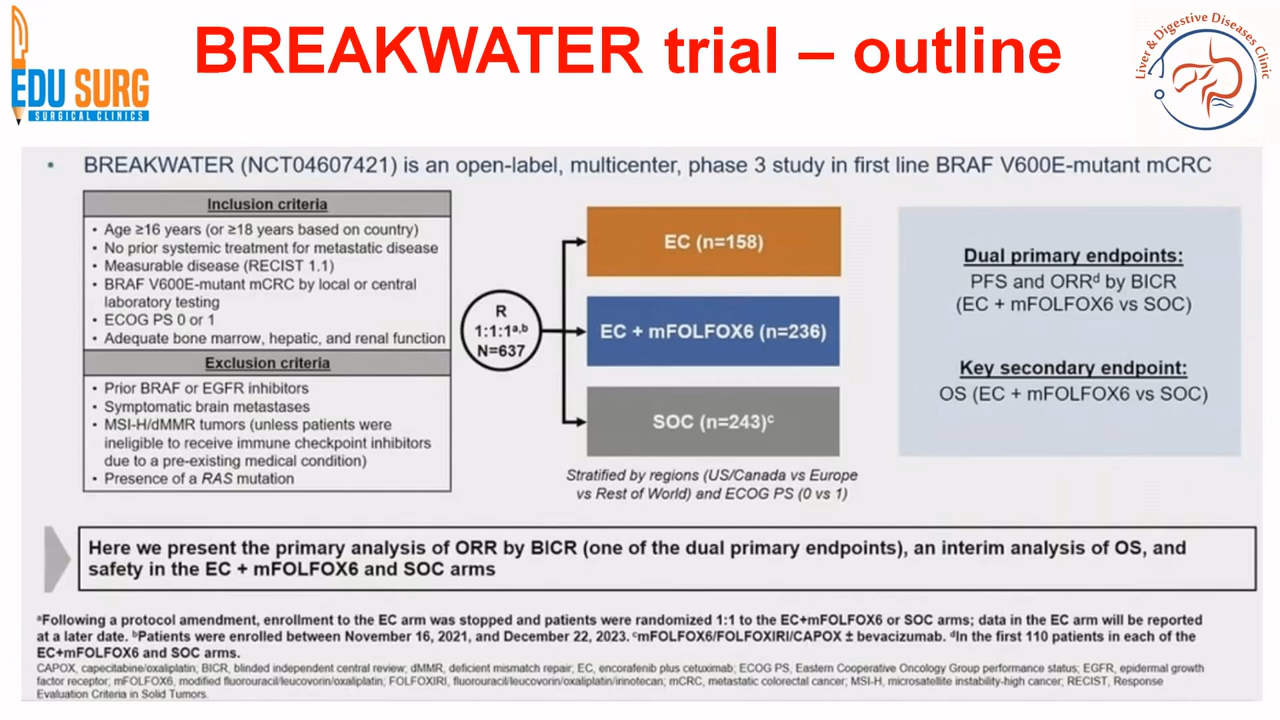 BREAKWATER trial – outline
EDU SURG
SURGICAL CLINICS
Liver & Digestive Diseases Clinic
• BREAKWATER (NCT04607421) is an open-label, multicenter, phase 3 study in first line BRAF V600E-mutant mCRC
Inclusion criteria
• Age ≥16 years (or ≥18 years based on country)
• No prior systemic treatment for metastatic disease
• Measurable disease (RECIST 1.1)
• BRAF V600E-mutant mCRC by local or central
laboratory testing
• ECOG PS 0 or 1
• Adequate bone marrow, hepatic, and renal function
Exclusion criteria
• Prior BRAF or EGFR inhibitors
• Symptomatic brain metastases
• MSI-H/dMMR tumors (unless patients were
ineligible to receive immune checkpoint inhibitors
due to a pre-existing medical condition)
• Presence of a RAS mutation
R
1:1:1ᵃ,ᵇ
N=637
EC (n=158)
EC + mFOLFOX6 (n=236)
SOC (n=243)ᶜ
Stratified by regions (US/Canada vs Europe
vs Rest of World) and ECOG PS (0 vs 1)
Dual primary endpoints:
PFS and ORRᵈ by BICR
(EC + mFOLFOX6 vs SOC)
Key secondary endpoint:
OS (EC + mFOLFOX6 vs SOC)
Here we present the primary analysis of ORR by BICR (one of the dual primary endpoints), an interim analysis of OS, and
safety in the EC + mFOLFOX6 and SOC arms
ᵃFollowing a protocol amendment, enrollment to the EC arm was stopped and patients were randomized 1:1 to the EC+mFOLFOX6 or SOC arms; data in the EC arm will be reported
at a later date. ᵇPatients were enrolled between November 16, 2021, and December 22, 2023. ᶜmFOLFOX6/FOLFOXIRI/CAPOX ± bevacizumab. ᵈIn the first 110 patients in each of the
EC+mFOLFOX6 and SOC arms.
CAPOX, capecitabine/oxaliplatin; BICR, blinded independent central review; dMMR, deficient mismatch repair; EC, encorafenib plus cetuximab; ECOG PS, Eastern Cooperative Oncology Group performance status; EGFR, epidermal growth
factor receptor; mFOLFOX6, modified fluorouracil/leucovorin/oxaliplatin; FOLFOXIRI, fluorouracil/leucovorin/oxaliplatin/irinotecan; mCRC, metastatic colorectal cancer; MSI-H, microsatellite instability-high cancer; RECIST, Response
Evaluation Criteria in Solid Tumors.